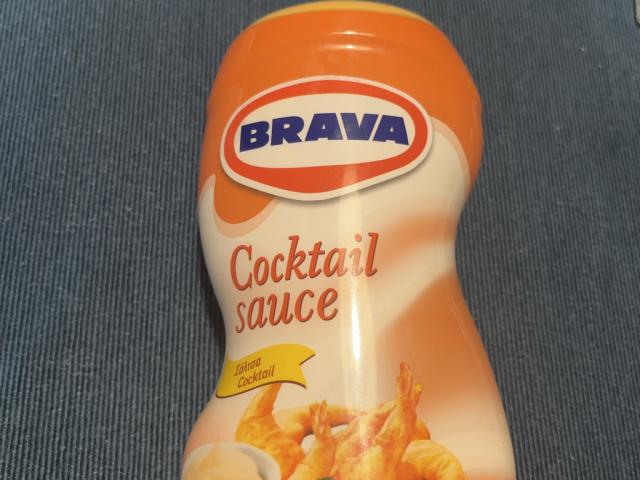 BRAVA
Cocktail
sauce
Σάλτσα
Cocktail